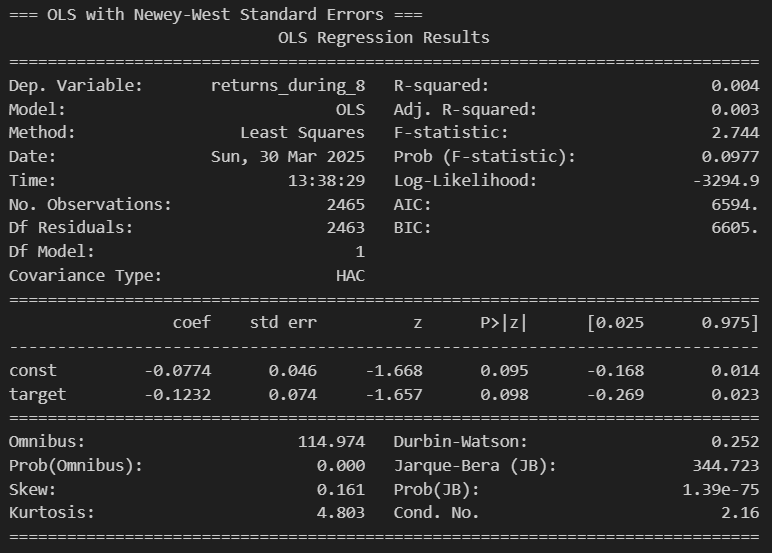 === OLS with Newey-West Standard Errors ===
                            OLS Regression Results
==============================================================================
Dep. Variable:       returns_during_8   R-squared:                       0.004
Model:                            OLS   Adj. R-squared:                  0.003
Method:                 Least Squares   F-statistic:                     2.744
Date:                Sun, 30 Mar 2025   Prob (F-statistic):             0.0977
Time:                        13:38:29   Log-Likelihood:                -3294.9
No. Observations:                2465   AIC:                             6594.
Df Residuals:                    2463   BIC:                             6605.
Df Model:                           1
Covariance Type:                  HAC
==============================================================================
                 coef    std err          z      P>|z|      [0.025      0.975]
------------------------------------------------------------------------------
const         -0.0774      0.046     -1.668      0.095      -0.168       0.014
target        -0.1232      0.074     -1.657      0.098      -0.269       0.023
==============================================================================
Omnibus:                      114.974   Durbin-Watson:                   0.252
Prob(Omnibus):                  0.000   Jarque-Bera (JB):              344.723
Skew:                           0.161   Prob(JB):                     1.39e-75
Kurtosis:                       4.803   Cond. No.                         2.16
==============================================================================